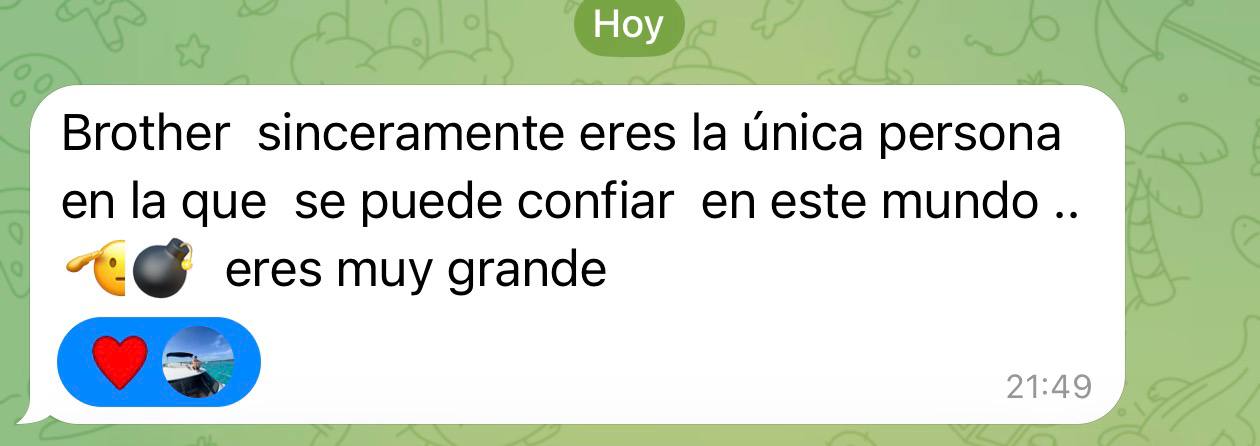 Hoy
Brother  sinceramente eres la única persona
en la que  se puede confiar  en este mundo ..
🫡💣  eres muy grande
❤️
21:49